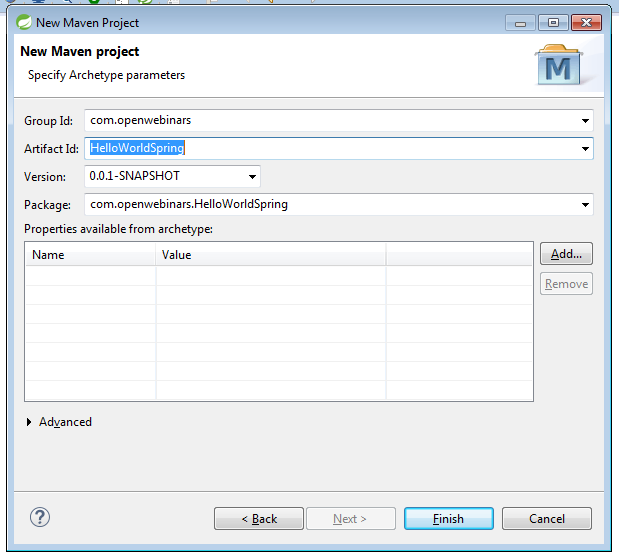 New Maven Project
New Maven project
Specify Archetype parameters
M
Group Id: com.openwebinars
Artifact Id: HelloWorldSpring
Version: 0.0.1-SNAPSHOT
Package: com.openwebinars.HelloWorldSpring
Properties available from archetype:
Name Value
Add...
Remove
Advanced
? < Back Next > Finish Cancel